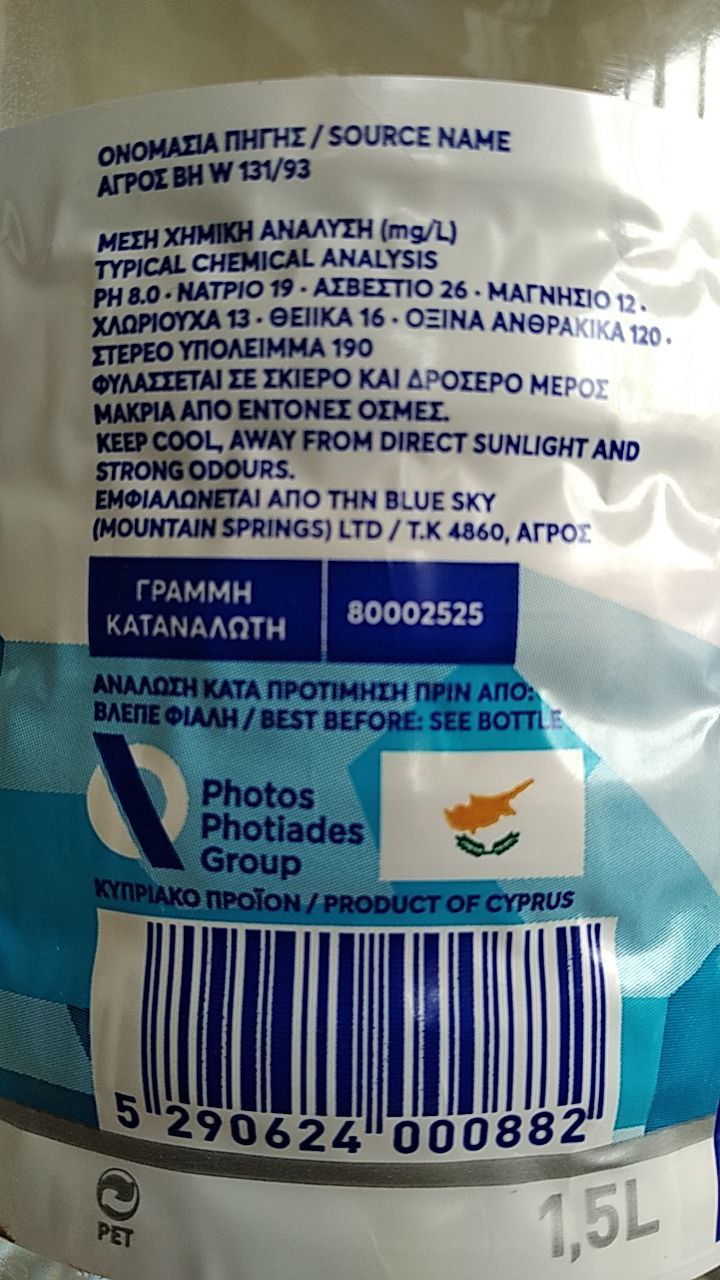 ΟΝΟΜΑΣΙΑ ΠΗΓΗΣ / SOURCE NAME
ΑΓΡΟΣ BH W 131/93
ΜΕΣΗ ΧΗΜΙΚΗ ΑΝΑΛΥΣΗ (mg/L)
TYPICAL CHEMICAL ANALYSIS
PH 8.0 · ΝΑΤΡΙΟ 19 · ΑΣΒΕΣΤΙΟ 26 · ΜΑΓΝΗΣΙΟ 12 ·
ΧΛΩΡΙΟΥΧΑ 13 · ΘΕΙΙΚΑ 16 · ΟΞΙΝΑ ΑΝΘΡΑΚΙΚΑ 120 ·
ΣΤΕΡΕΟ ΥΠΟΛΕΙΜΜΑ 190
ΦΥΛΑΣΣΕΤΑΙ ΣΕ ΣΚΙΕΡΟ ΚΑΙ ΔΡΟΣΕΡΟ ΜΕΡΟΣ
ΜΑΚΡΙΑ ΑΠΟ ΕΝΤΟΝΕΣ ΟΣΜΕΣ.
KEEP COOL, AWAY FROM DIRECT SUNLIGHT AND
STRONG ODOURS.
ΕΜΦΙΑΛΩΝΕΤΑΙ ΑΠΟ ΤΗΝ BLUE SKY
(MOUNTAIN SPRINGS) LTD / Τ.Κ 4860, ΑΓΡΟΣ
ΓΡΑΜΜΗ
ΚΑΤΑΝΑΛΩΤΗ
80002525
ΑΝΑΛΩΣΗ ΚΑΤΑ ΠΡΟΤΙΜΗΣΗ ΠΡΙΝ ΑΠΟ:
ΒΛΕΠΕ ΦΙΑΛΗ / BEST BEFORE: SEE BOTTLE
Photos
Photiades
Group
ΚΥΠΡΙΑΚΟ ΠΡΟΪΟΝ / PRODUCT OF CYPRUS
5 290624 000882
PET
1,5L